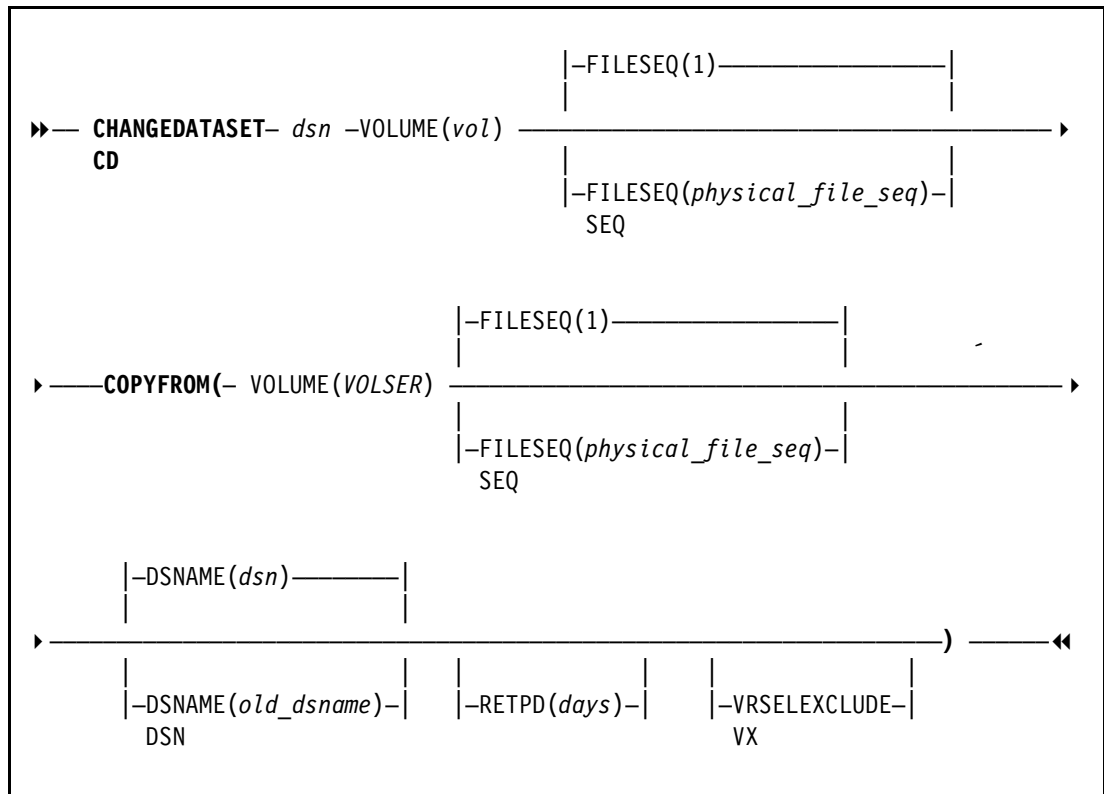 FILESEQ(1)
CHANGEDATASET dsn VOLUME(vol)
CD
FILESEQ(physical_file_seq)
SEQ
FILESEQ(1)
COPYFROM( VOLUME(VOLSER)
FILESEQ(physical_file_seq)
SEQ
DSNAME(dsn)
)
DSNAME(old_dsname) RETPD(days) VRSELEXCLUDE
DSN VX